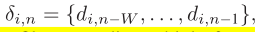 δ_{i,n} = {d_{i,n−W}, . . . , d_{i,n−1}},